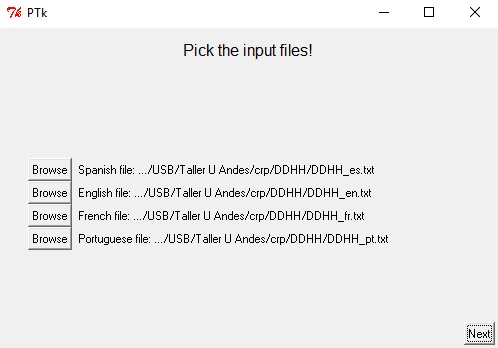 PTk
Pick the input files!
Browse Spanish file: .../USB/Taller U Andes/crp/DDHH/DDHH_es.txt
Browse English file: .../USB/Taller U Andes/crp/DDHH/DDHH_en.txt
Browse French file: .../USB/Taller U Andes/crp/DDHH/DDHH_fr.txt
Browse Portuguese file: .../USB/Taller U Andes/crp/DDHH/DDHH_pt.txt
Next